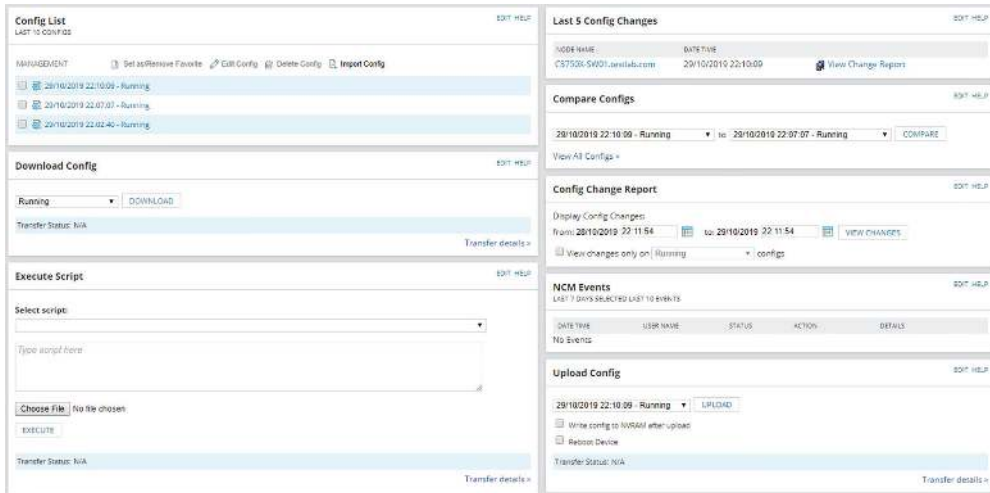 Config List
EDIT HELP
LAST 10 CONFIGS
MANAGEMENT Set as/Remove Favorite Edit Config Delete Config Import Config
29/10/2019 22:10:09 - Running
29/10/2019 22:07:07 - Running
29/10/2019 22:02:40 - Running
Download Config
EDIT HELP
Running DOWNLOAD
Transfer Status: N/A
Transfer details »
Execute Script
EDIT HELP
Select script:
Type script here
Choose File No file chosen
EXECUTE
Transfer Status: N/A
Transfer details »
Last 5 Config Changes
EDIT HELP
NODE NAME DATE TIME
C3750X-SW01.testlab.com 29/10/2019 22:10:09 View Change Report
Compare Configs
EDIT HELP
29/10/2019 22:10:09 - Running to 29/10/2019 22:07:07 - Running COMPARE
View All Configs »
Config Change Report
EDIT HELP
Display Config Changes:
from: 28/10/2019 22 11:54 to: 29/10/2019 22 11:54 VIEW CHANGES
View changes only on Running configs
NCM Events
EDIT HELP
LAST 7 DAYS SELECTED LAST 10 EVENTS
DATE TIME USER NAME STATUS ACTION DETAILS
No Events
Upload Config
EDIT HELP
29/10/2019 22:10:09 - Running UPLOAD
Write config to NVRAM after upload
Reboot Device
Transfer Status: N/A
Transfer details »